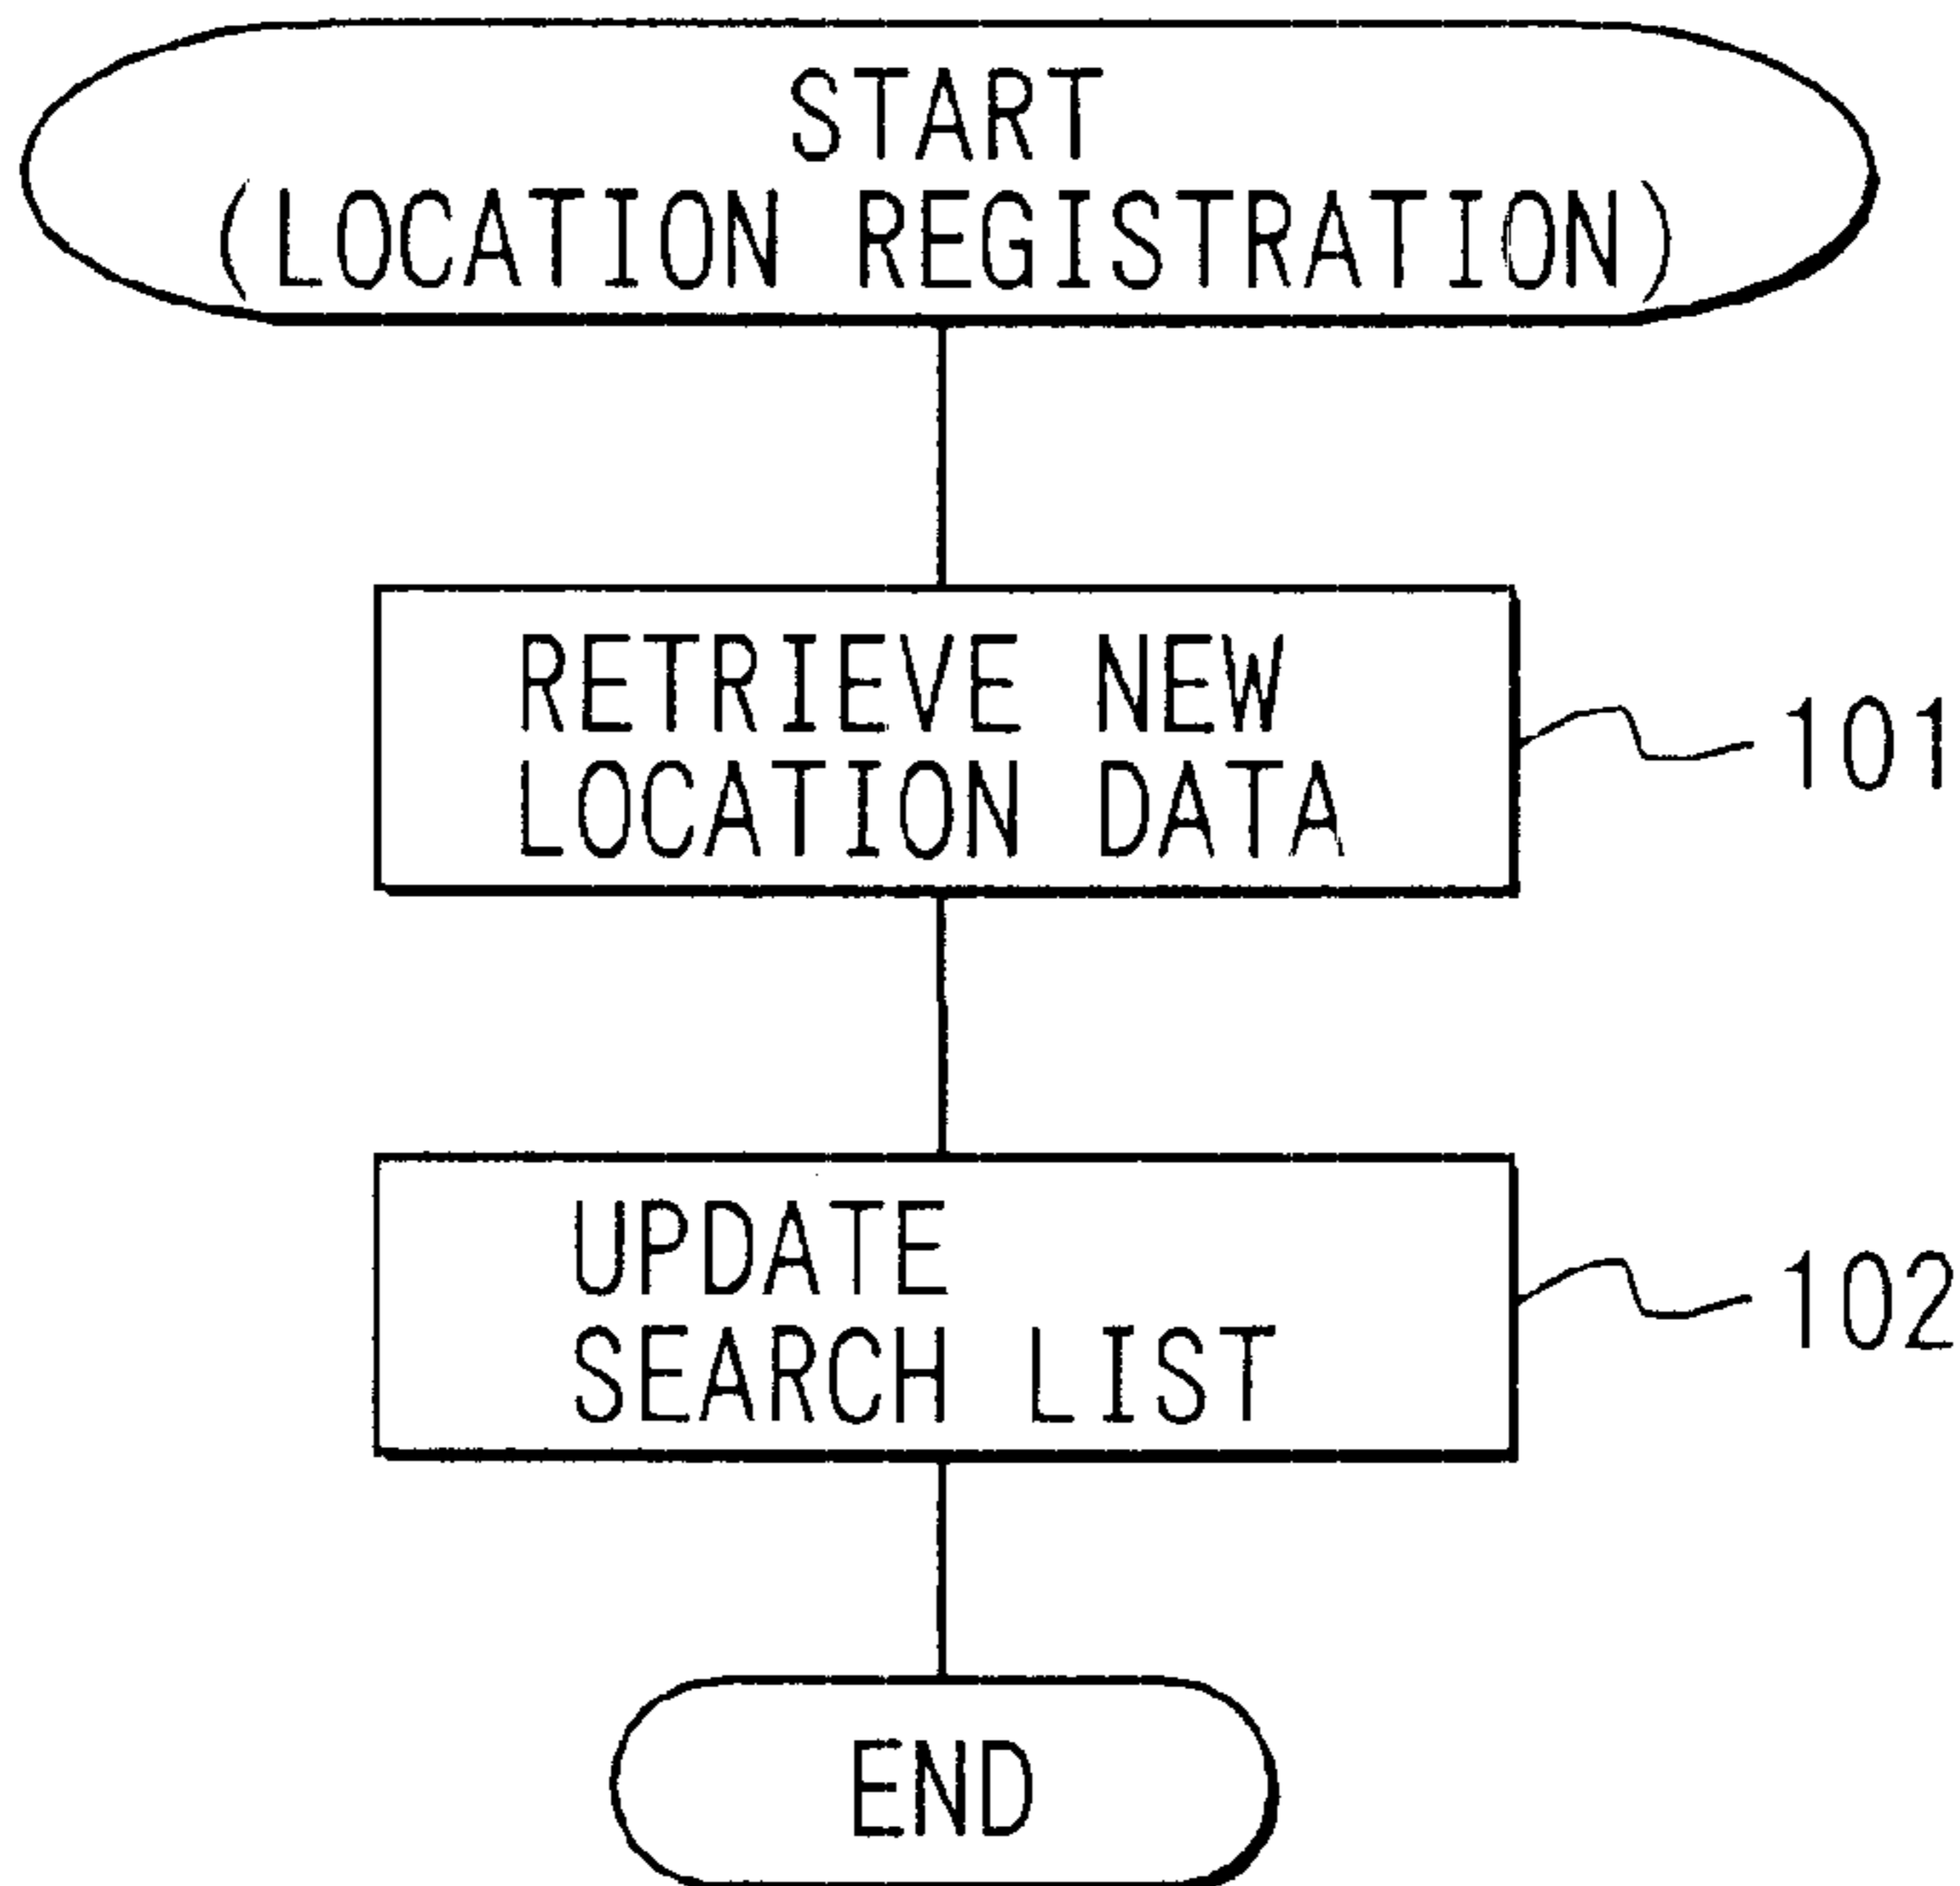 START
(LOCATION REGISTRATION)
RETRIEVE NEW
LOCATION DATA
101
UPDATE
SEARCH LIST
102
END